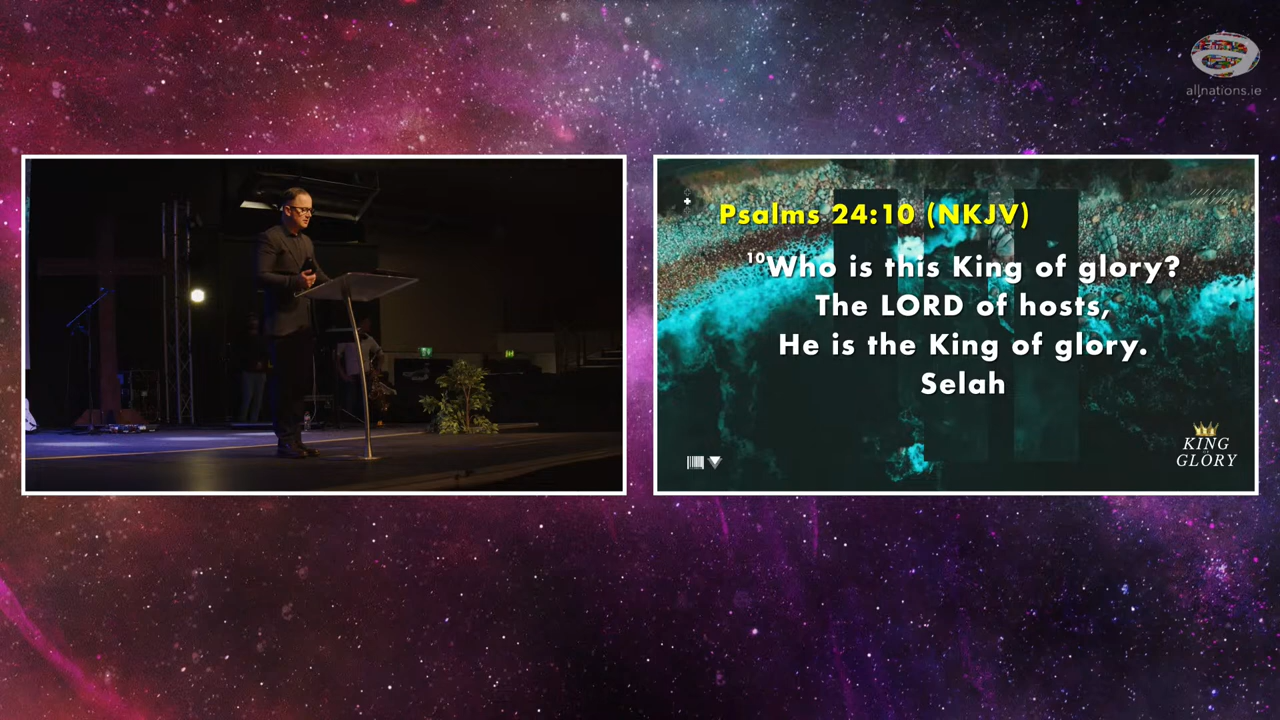 allnations.ie
Psalms 24:10 (NKJV)
10Who is this King of glory?
The LORD of hosts,
He is the King of glory.
Selah
KING
GLORY